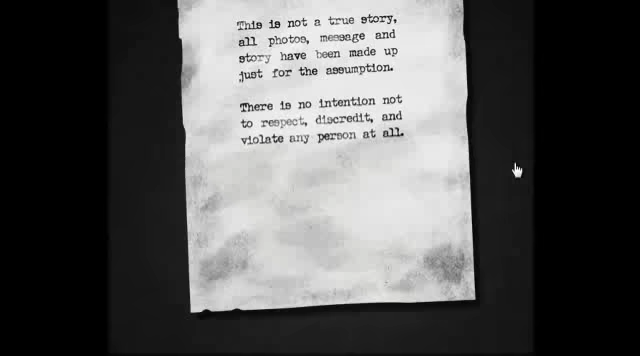 This is not a true story,
all photos, message and
story have been made up
just for the assumption.
There is no intention not
to respect, discredit, and
violate any person at all.